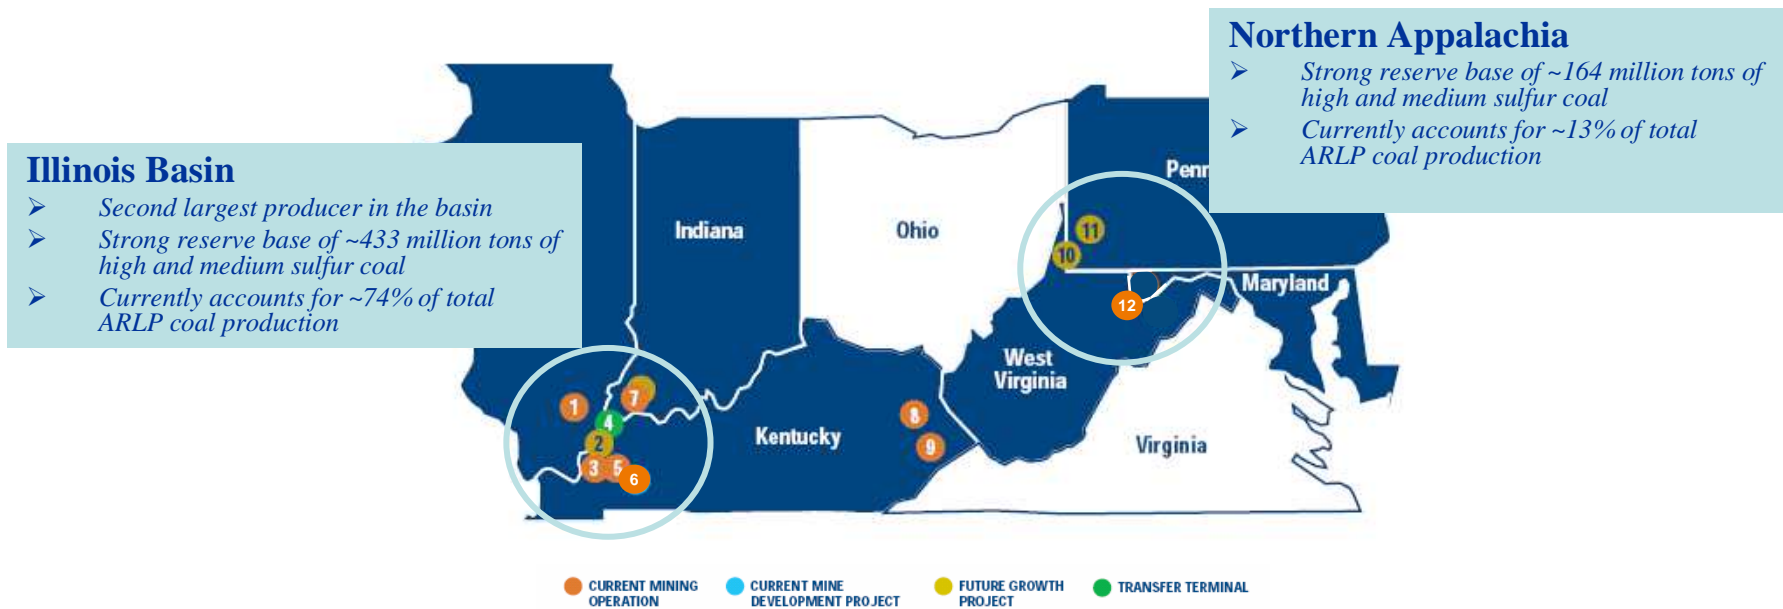 Northern Appalachia
➢ Strong reserve base of ~164 million tons of
high and medium sulfur coal
➢ Currently accounts for ~13% of total
ARLP coal production
Illinois Basin
➢ Second largest producer in the basin
➢ Strong reserve base of ~433 million tons of
high and medium sulfur coal
➢ Currently accounts for ~74% of total
ARLP coal production
Penn
Indiana
Ohio
11
10
Maryland
12
West
Virginia
7
1
8
4
Kentucky
2
9
Virginia
3
5
6
CURRENT MINING
OPERATION
CURRENT MINE
DEVELOPMENT PROJECT
FUTURE GROWTH
PROJECT
TRANSFER TERMINAL